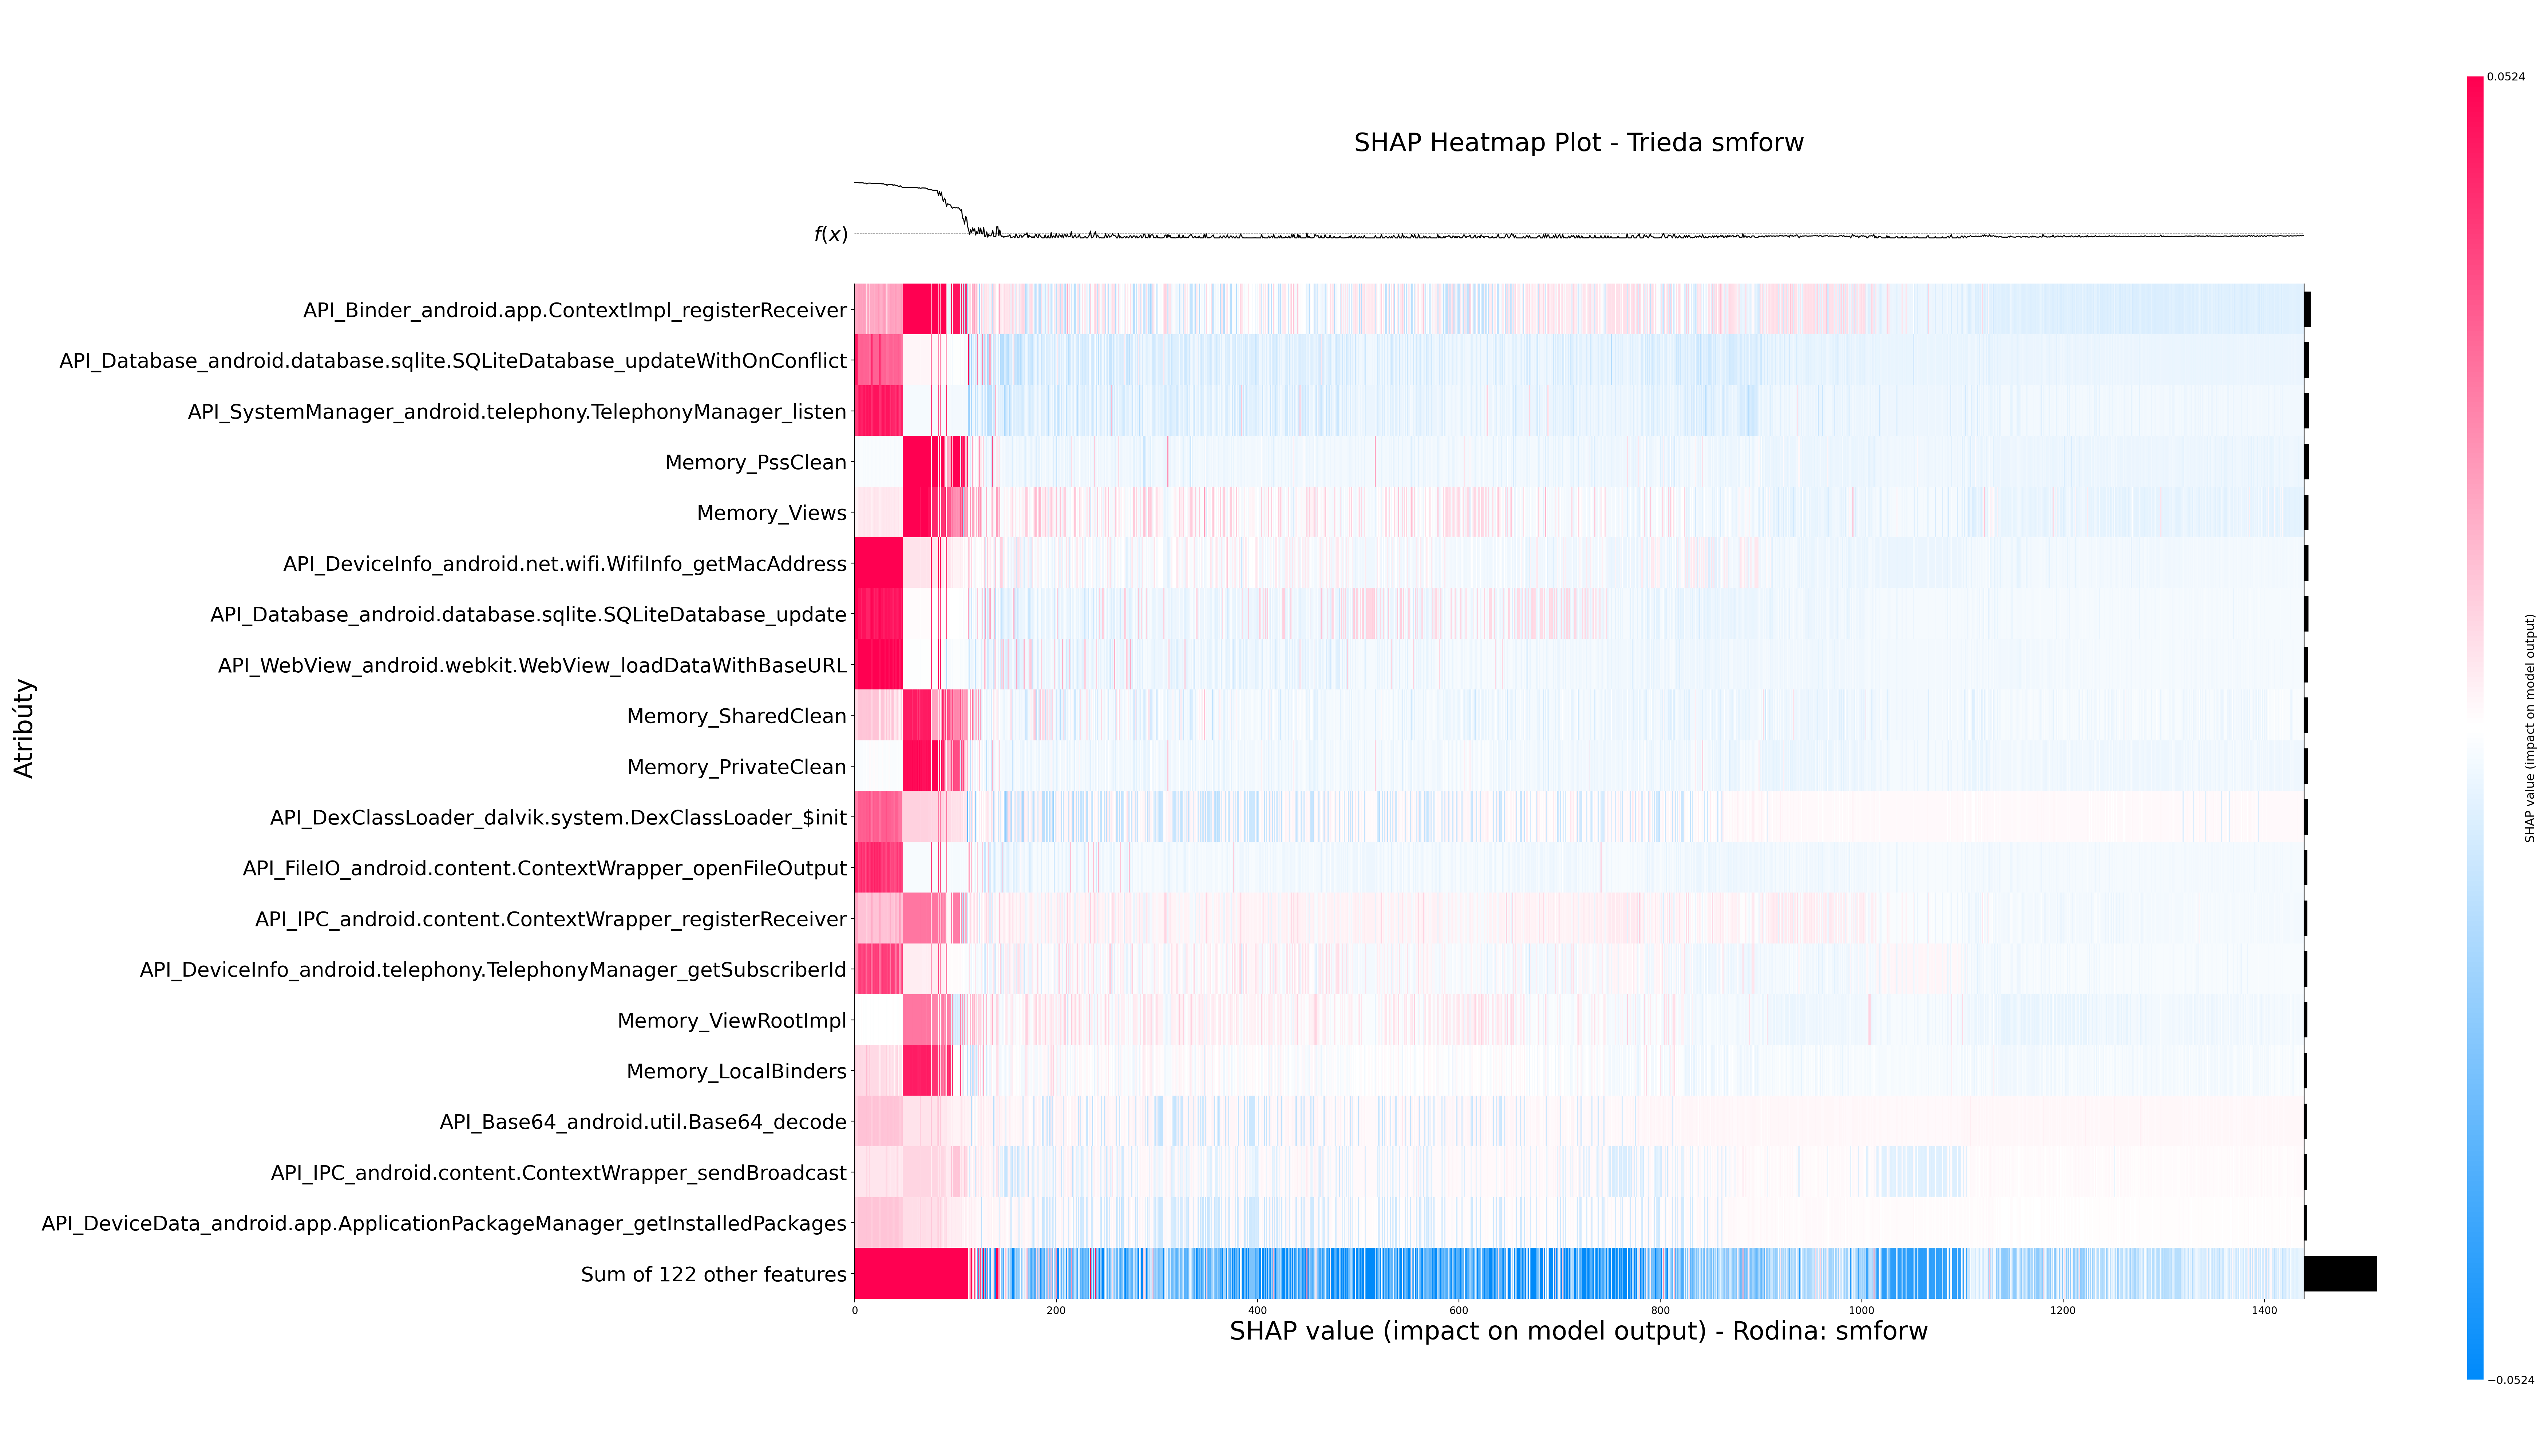 SHAP Heatmap Plot - Trieda smforw
0.0524
f(x)
API_Binder_android.app.ContextImpl_registerReceiver
API_Database_android.database.sqlite.SQLiteDatabase_updateWithOnConflict
API_SystemManager_android.telephony.TelephonyManager_listen
Memory_PssClean
Memory_Views
API_DeviceInfo_android.net.wifi.WifiInfo_getMacAddress
API_Database_android.database.sqlite.SQLiteDatabase_update
API_WebView_android.webkit.WebView_loadDataWithBaseURL
Memory_SharedClean
Memory_PrivateClean
API_DexClassLoader_dalvik.system.DexClassLoader_$init
API_FileIO_android.content.ContextWrapper_openFileOutput
API_IPC_android.content.ContextWrapper_registerReceiver
API_DeviceInfo_android.telephony.TelephonyManager_getSubscriberId
Memory_ViewRootImpl
Memory_LocalBinders
API_Base64_android.util.Base64_decode
API_IPC_android.content.ContextWrapper_sendBroadcast
API_DeviceData_android.app.ApplicationPackageManager_getInstalledPackages
Sum of 122 other features
Atribúty
0 200 400 600 800 1000 1200 1400
SHAP value (impact on model output) - Rodina: smforw
SHAP value (impact on model output)
−0.0524